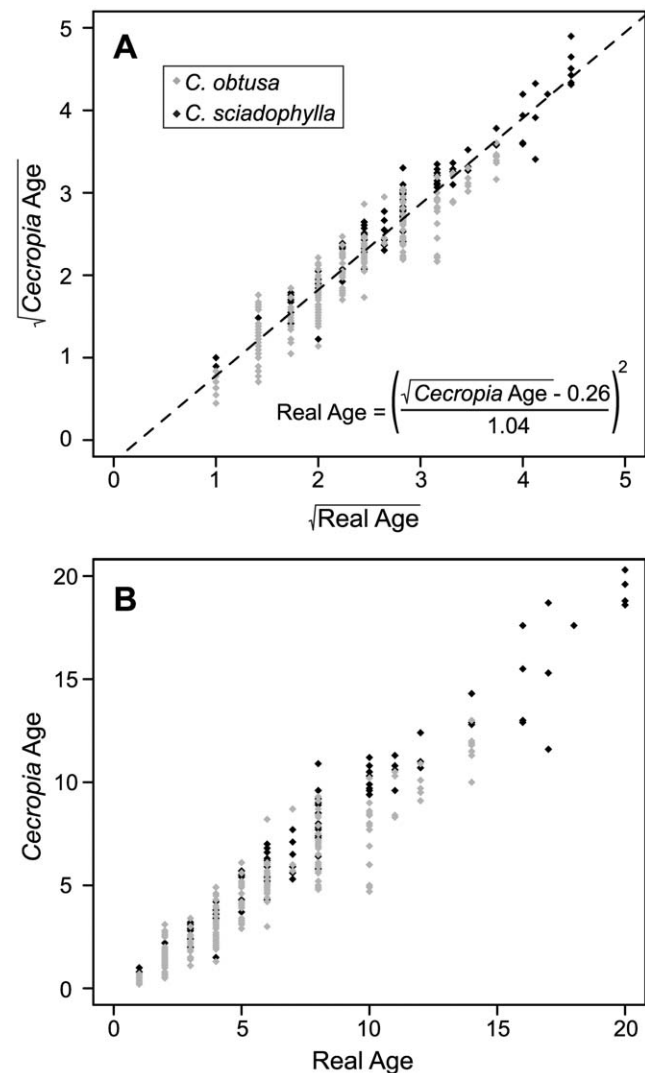 A
C. obtusa
C. sciadophylla
5
4
3
2
1
0
√Cecropia Age
Real Age = ((√Cecropia Age - 0.26) / 1.04)²
0 1 2 3 4 5
√Real Age
B
20
15
10
5
0
Cecropia Age
0 5 10 15 20
Real Age